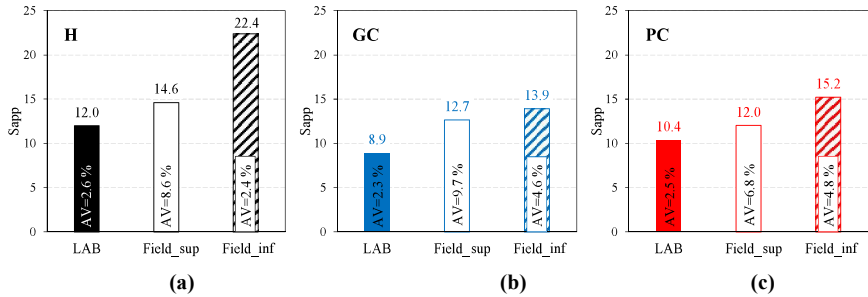 H
22.4
14.6
12.0
Sapp
25
20
15
10
5
0
AV=2.6 %
AV=8.6 %
AV=2.4 %
LAB
Field_sup
Field_inf
(a)
GC
8.9
12.7
13.9
Sapp
25
20
15
10
5
0
AV=2.3 %
AV=9.7 %
AV=4.6 %
LAB
Field_sup
Field_inf
(b)
PC
10.4
12.0
15.2
Sapp
25
20
15
10
5
0
AV=2.5 %
AV=6.8 %
AV=4.8 %
LAB
Field_sup
Field_inf
(c)